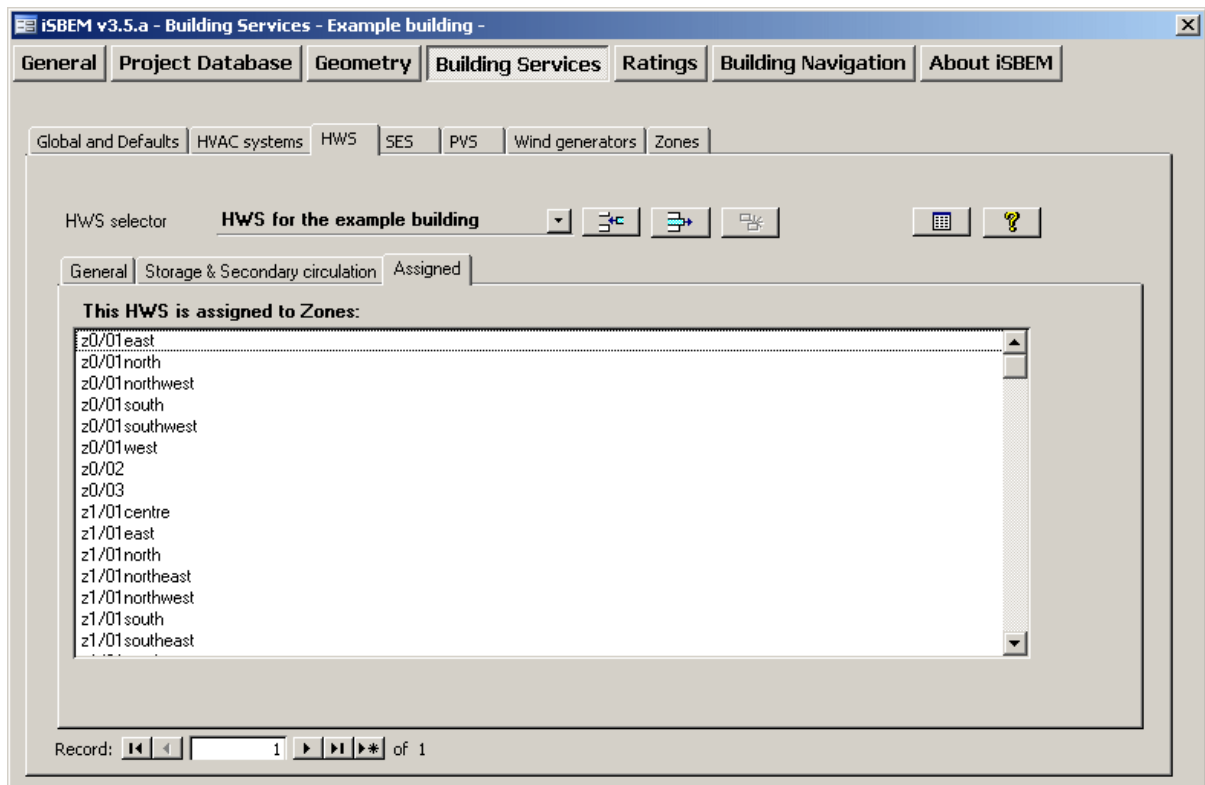 iSBEM v3.5.a - Building Services - Example building -
General Project Database Geometry Building Services Ratings Building Navigation About iSBEM
Global and Defaults HVAC systems HWS SES PVS Wind generators Zones
HWS selector HWS for the example building
General Storage & Secondary circulation Assigned
This HWS is assigned to Zones:
z0/01east
z0/01north
z0/01northwest
z0/01south
z0/01southwest
z0/01west
z0/02
z0/03
z1/01centre
z1/01east
z1/01north
z1/01northeast
z1/01northwest
z1/01south
z1/01southeast
Record: 1 of 1